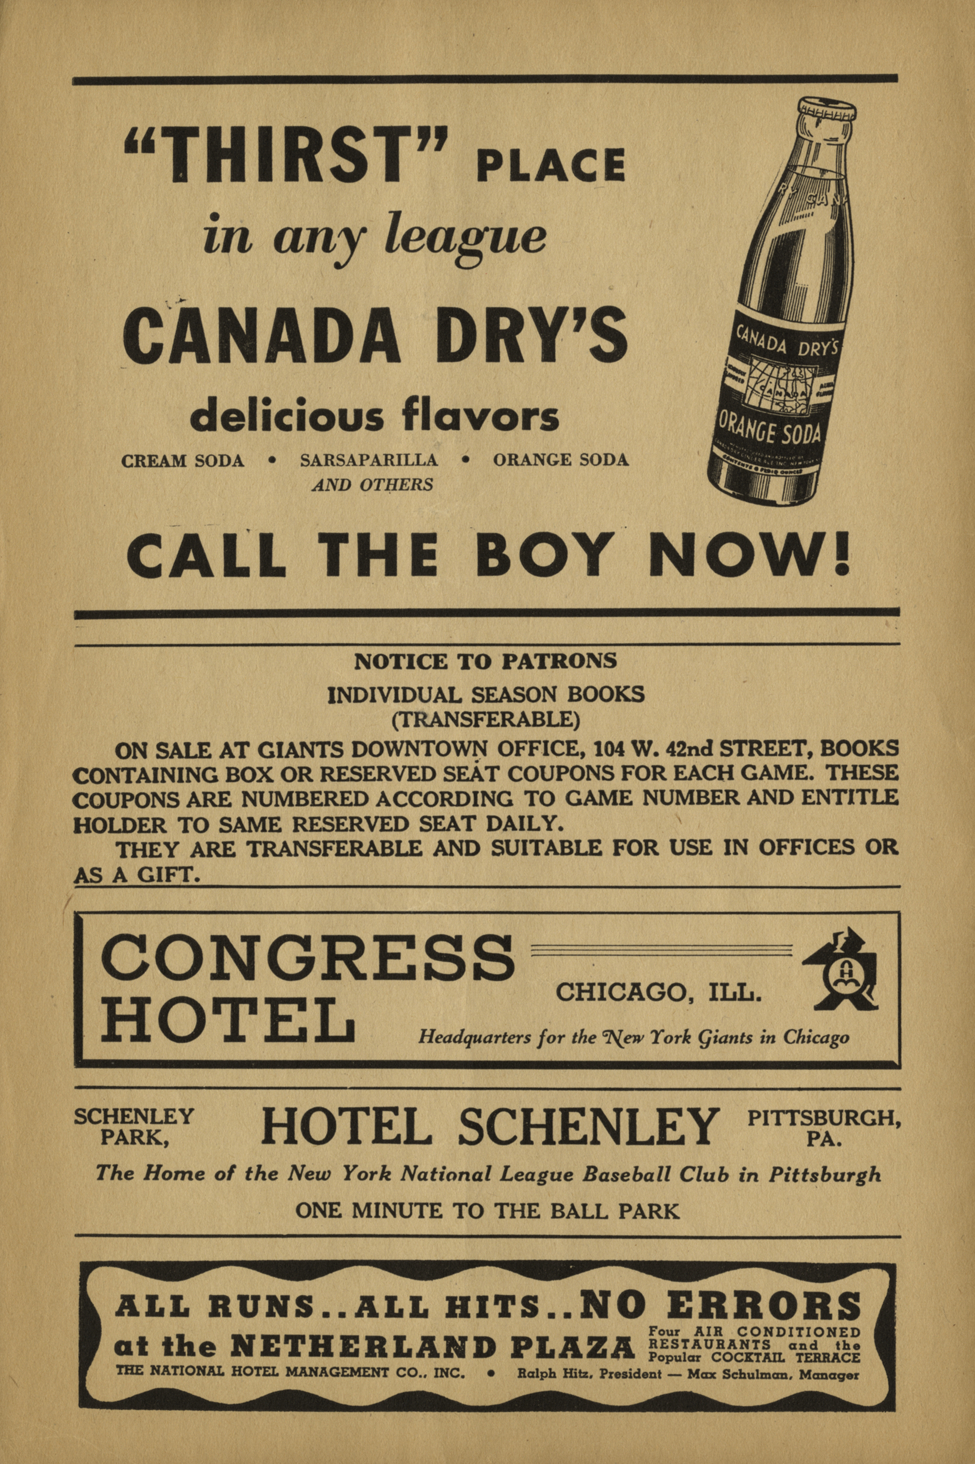 “THIRST” PLACE
in any league
CANADA DRY’S
delicious flavors
CREAM SODA • SARSAPARILLA • ORANGE SODA
AND OTHERS
CALL THE BOY NOW!
CANADA DRY’S
CANADA
ORANGE SODA
NOTICE TO PATRONS
INDIVIDUAL SEASON BOOKS
(TRANSFERABLE)
ON SALE AT GIANTS DOWNTOWN OFFICE, 104 W. 42nd STREET, BOOKS
CONTAINING BOX OR RESERVED SEAT COUPONS FOR EACH GAME. THESE
COUPONS ARE NUMBERED ACCORDING TO GAME NUMBER AND ENTITLE
HOLDER TO SAME RESERVED SEAT DAILY.
THEY ARE TRANSFERABLE AND SUITABLE FOR USE IN OFFICES OR
AS A GIFT.
CONGRESS
HOTEL
CHICAGO, ILL.
Headquarters for the New York Giants in Chicago
SCHENLEY
PARK,
HOTEL SCHENLEY
PITTSBURGH,
PA.
The Home of the New York National League Baseball Club in Pittsburgh
ONE MINUTE TO THE BALL PARK
ALL RUNS..ALL HITS..NO ERRORS
at the NETHERLAND PLAZA
Four AIR CONDITIONED
RESTAURANTS and the
Popular COCKTAIL TERRACE
THE NATIONAL HOTEL MANAGEMENT CO., INC. • Ralph Hitz, President — Max Schulman, Manager